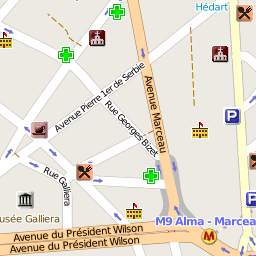 Hédart
Avenue Pierre 1er de Serbie
Avenue Marceau
Rue Georges Bizet
Rue Galliera
usée Galliera
M9 Alma - Marceau
Avenue du Président Wilson
Avenue du Président Wilson
P
P
M